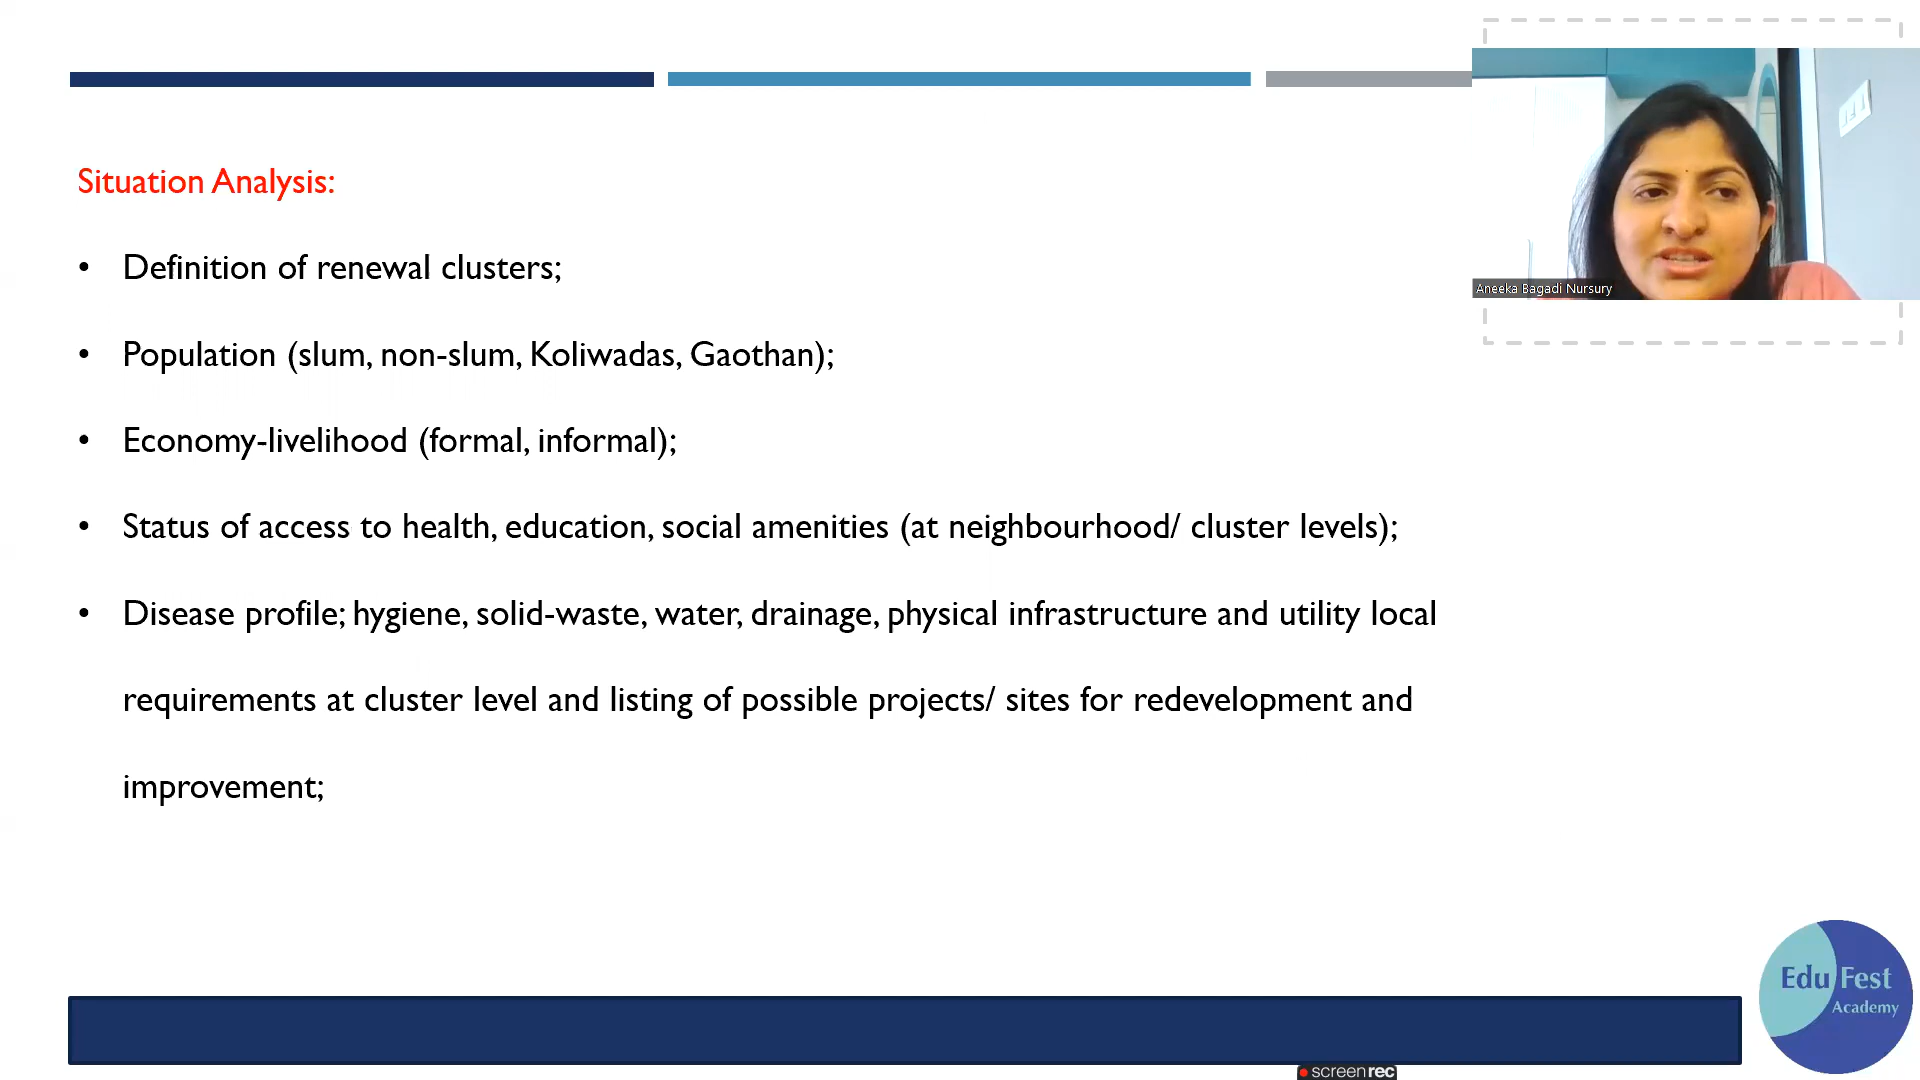 Situation Analysis:
• Definition of renewal clusters;
• Population (slum, non-slum, Koliwadas, Gaothan);
• Economy-livelihood (formal, informal);
• Status of access to health, education, social amenities (at neighbourhood/ cluster levels);
• Disease profile; hygiene, solid-waste, water, drainage, physical infrastructure and utility local
requirements at cluster level and listing of possible projects/ sites for redevelopment and
improvement;
Aneeka Bagadi Nursury
Edu Fest
Academy
screenrec